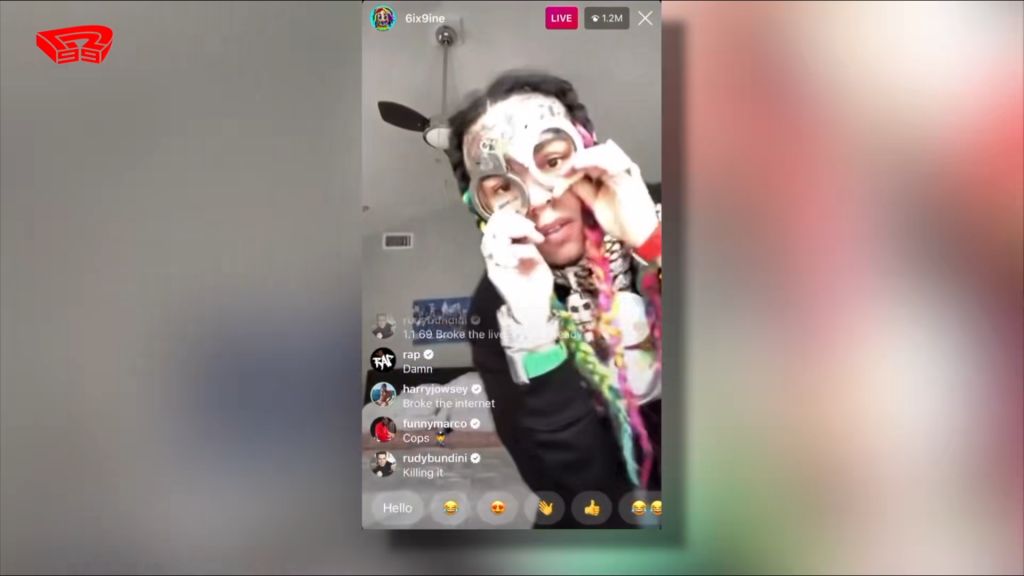 6ix9ine
LIVE
1.2M
rudybundini
1.1.69 Broke the live
rap
RAP
Damn
harryjowsey
Broke the internet
funnymarco
Cops 👮
rudybundini
Killing it
Hello 😂 😍 👋 👍 😂😂